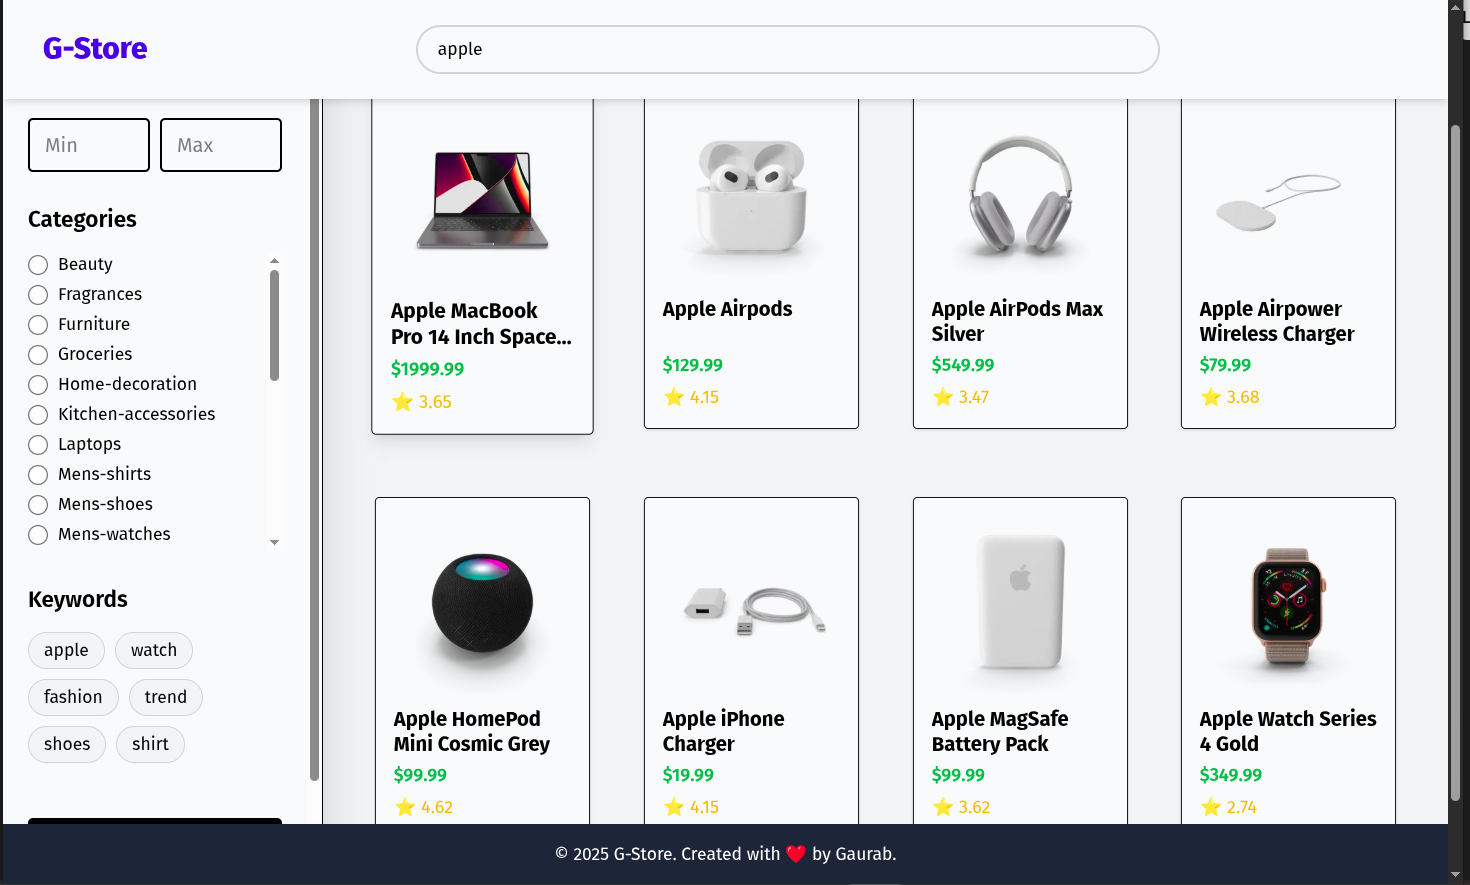 G-Store
apple
Min
Max
Categories
Beauty
Fragrances
Furniture
Groceries
Home-decoration
Kitchen-accessories
Laptops
Mens-shirts
Mens-shoes
Mens-watches
Keywords
apple
watch
fashion
trend
shoes
shirt
Apple MacBook
Pro 14 Inch Space...
$1999.99
⭐ 3.65
Apple Airpods
$129.99
⭐ 4.15
Apple AirPods Max
Silver
$549.99
⭐ 3.47
Apple Airpower
Wireless Charger
$79.99
⭐ 3.68
Apple HomePod
Mini Cosmic Grey
$99.99
⭐ 4.62
Apple iPhone
Charger
$19.99
⭐ 4.15
Apple MagSafe
Battery Pack
$99.99
⭐ 3.62
Apple Watch Series
4 Gold
$349.99
⭐ 2.74
© 2025 G-Store. Created with ❤️ by Gaurab.